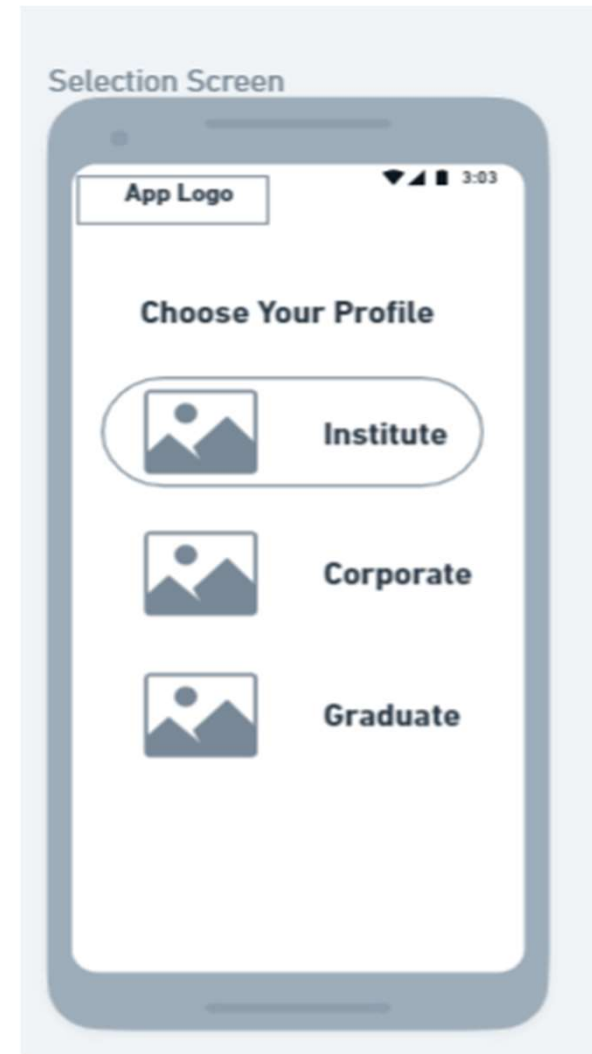 Selection Screen
App Logo
3:03
Choose Your Profile
Institute
Corporate
Graduate